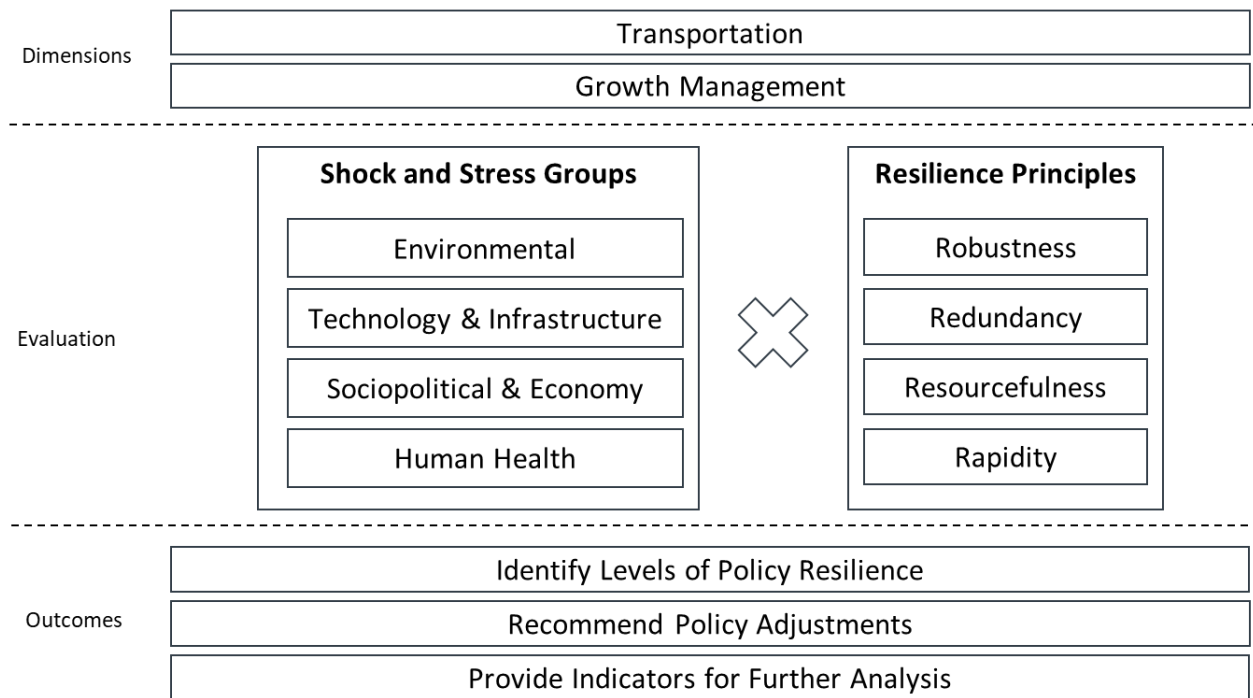 Dimensions
Transportation
Growth Management
Evaluation
Shock and Stress Groups
Environmental
Technology & Infrastructure
Sociopolitical & Economy
Human Health
Resilience Principles
Robustness
Redundancy
Resourcefulness
Rapidity
Outcomes
Identify Levels of Policy Resilience
Recommend Policy Adjustments
Provide Indicators for Further Analysis